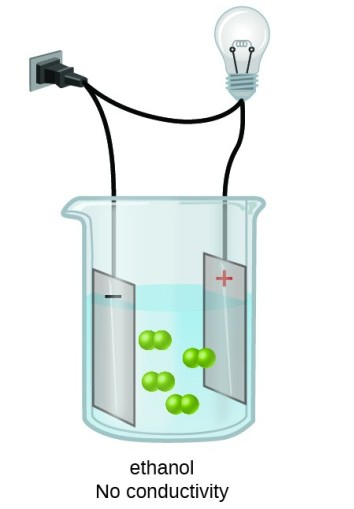 −
+
ethanol
No conductivity